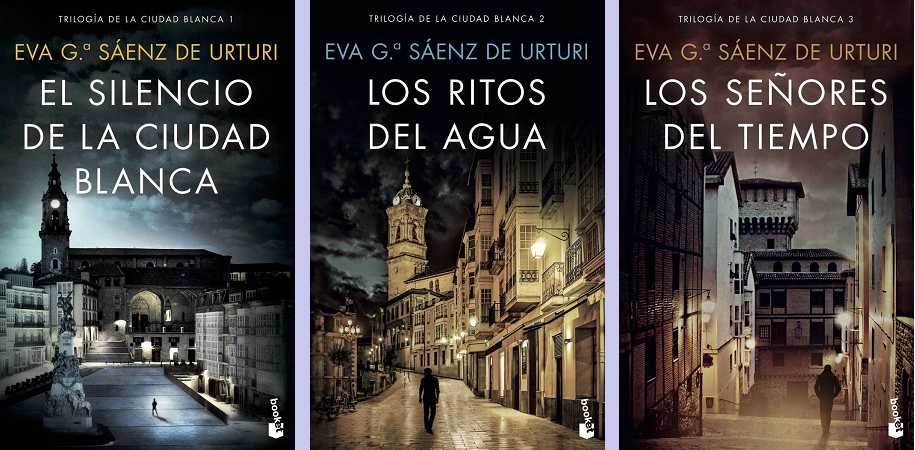 TRILOGÍA DE LA CIUDAD BLANCA 1
EVA G.ª SÁENZ DE URTURI
EL SILENCIO
DE LA CIUDAD
BLANCA
booket
TRILOGÍA DE LA CIUDAD BLANCA 2
EVA G.ª SÁENZ DE URTURI
LOS RITOS
DEL AGUA
booket
TRILOGÍA DE LA CIUDAD BLANCA 3
EVA G.ª SÁENZ DE URTURI
LOS SEÑORES
DEL TIEMPO
booket